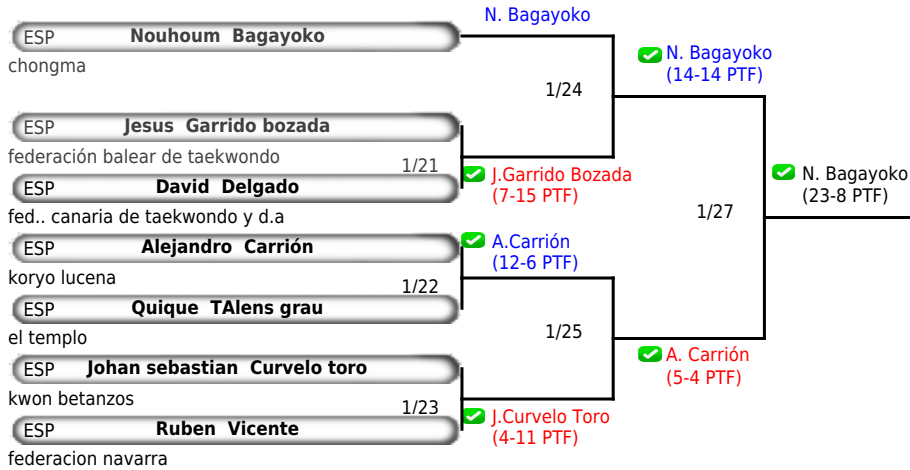 N. Bagayoko
ESP Nouhoum Bagayoko
chongma
N. Bagayoko
(14-14 PTF)
1/24
ESP Jesus Garrido bozada
federación balear de taekwondo
1/21
J.Garrido Bozada
(7-15 PTF)
N. Bagayoko
(23-8 PTF)
ESP David Delgado
fed.. canaria de taekwondo y d.a
1/27
ESP Alejandro Carrión
A.Carrión
(12-6 PTF)
koryo lucena
1/22
ESP Quique TAlens grau
el templo
1/25
A. Carrión
(5-4 PTF)
ESP Johan sebastian Curvelo toro
kwon betanzos
1/23
J.Curvelo Toro
(4-11 PTF)
ESP Ruben Vicente
federacion navarra